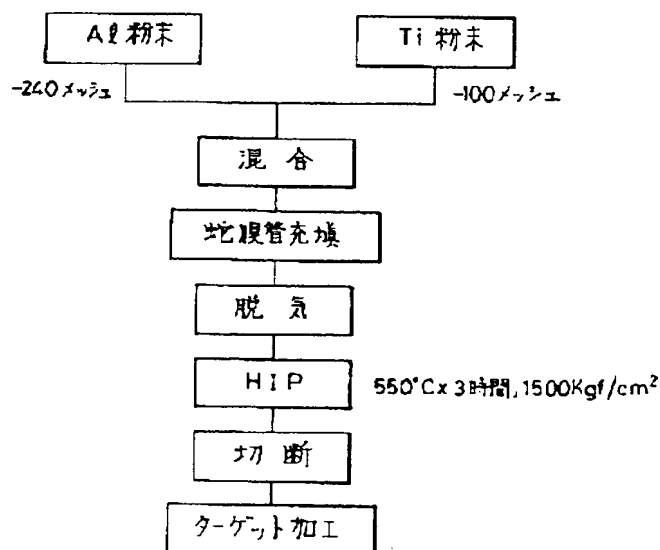 Aℓ粉末
Ti粉末
-240メッシュ
-100メッシュ
混合
蛇腹管充填
脱気
HIP
550°C×3時間,1500Kgf/cm²
切断
ターゲット加工